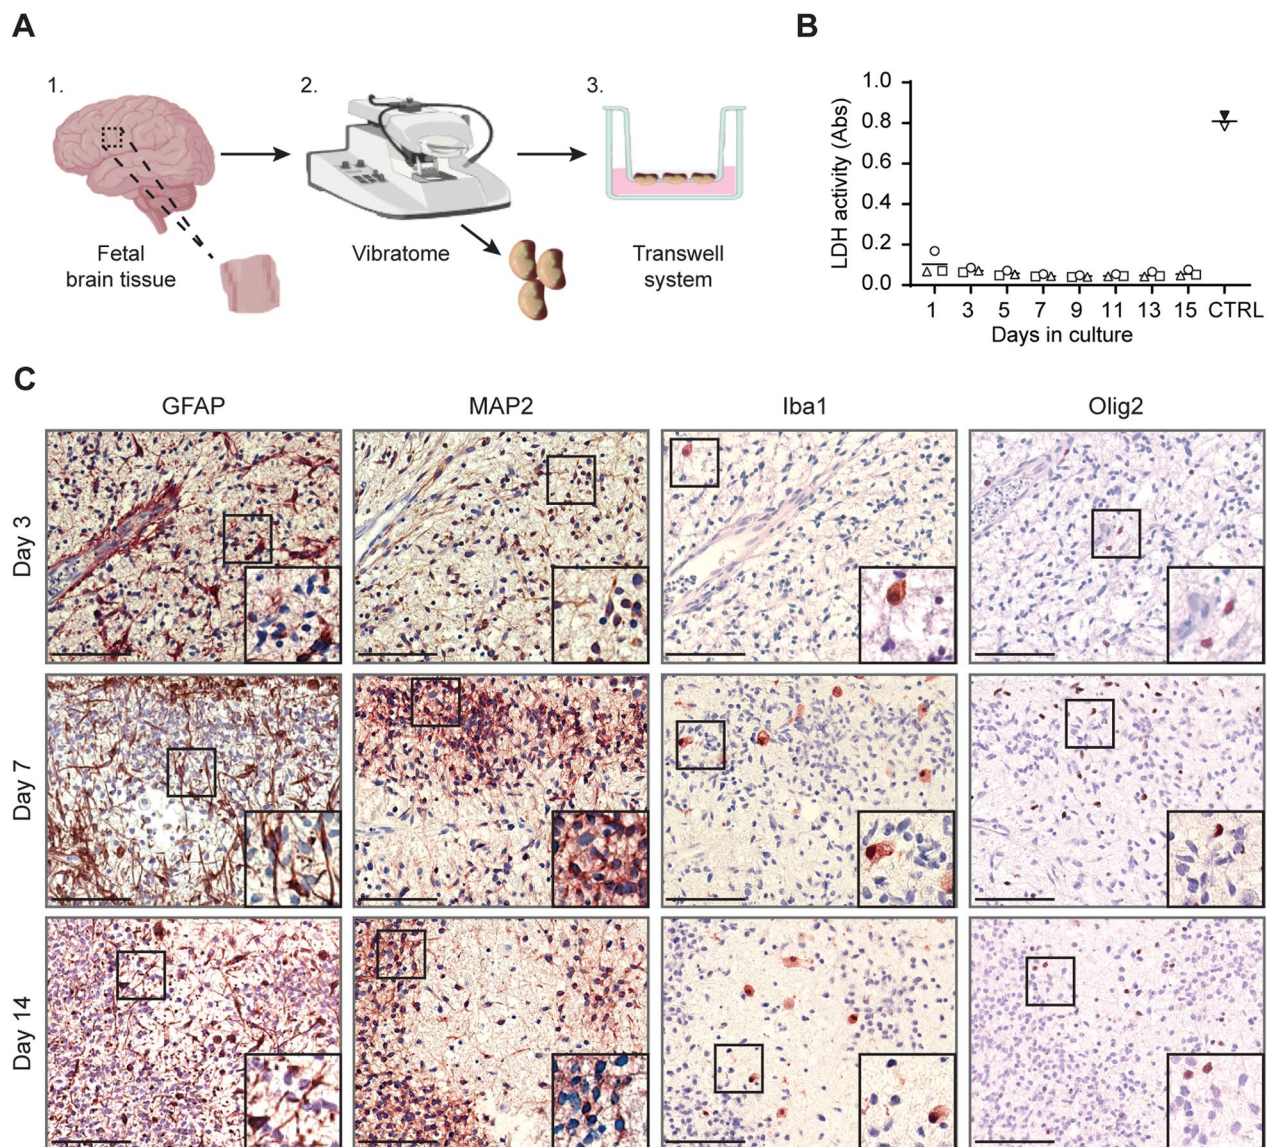 A
B
1.
2.
3.
Fetal
brain tissue
Vibratome
Transwell
system
LDH activity (Abs)
1.0
0.8
0.6
0.4
0.2
0.0
1 3 5 7 9 11 13 15 CTRL
Days in culture
C
GFAP MAP2 Iba1 Olig2
Day 3
Day 7
Day 14